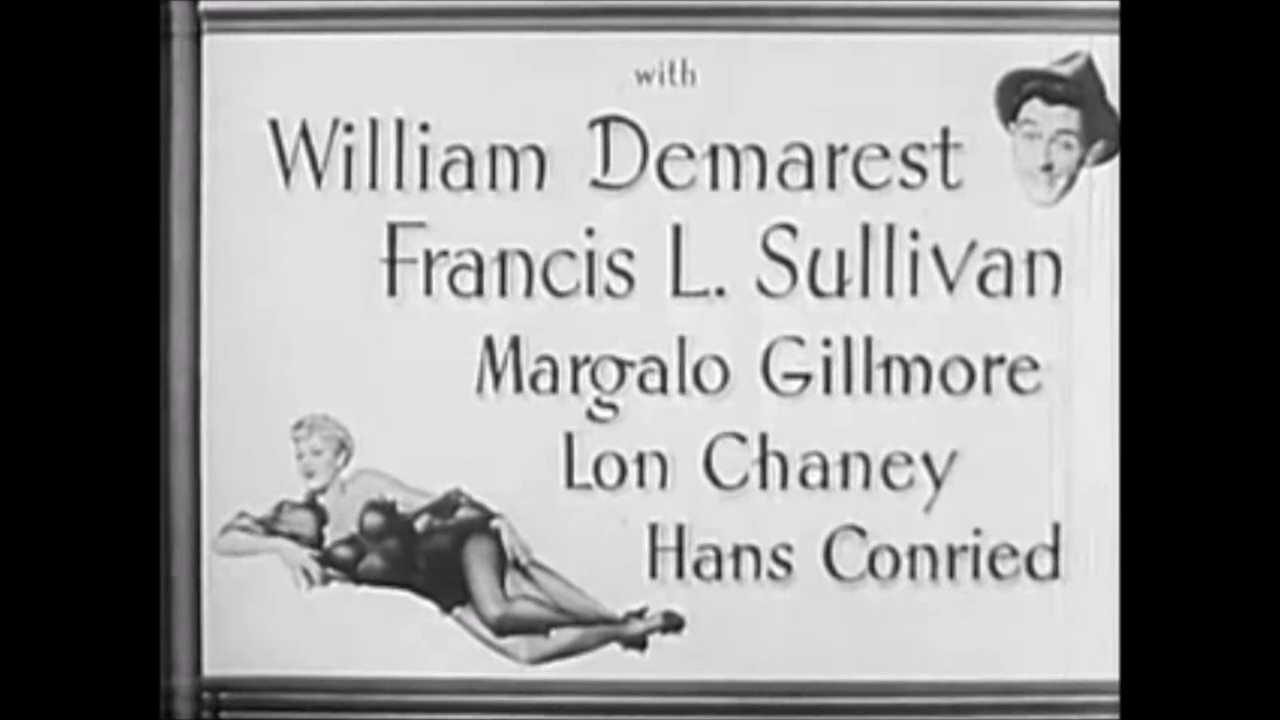 with
William Demarest
Francis L. Sullivan
Margalo Gillmore
Lon Chaney
Hans Conried